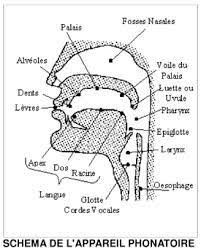 Fosses Nasales
Palais
Alvéoles
Voile du
Palais
Dents
Luette ou
Uvule
Lèvres
Pharynx
Epiglotte
Larynx
Apex
Dos
Racine
Langue
Glotte
Oesophage
Cordes Vocales
SCHEMA DE L'APPAREIL PHONATOIRE